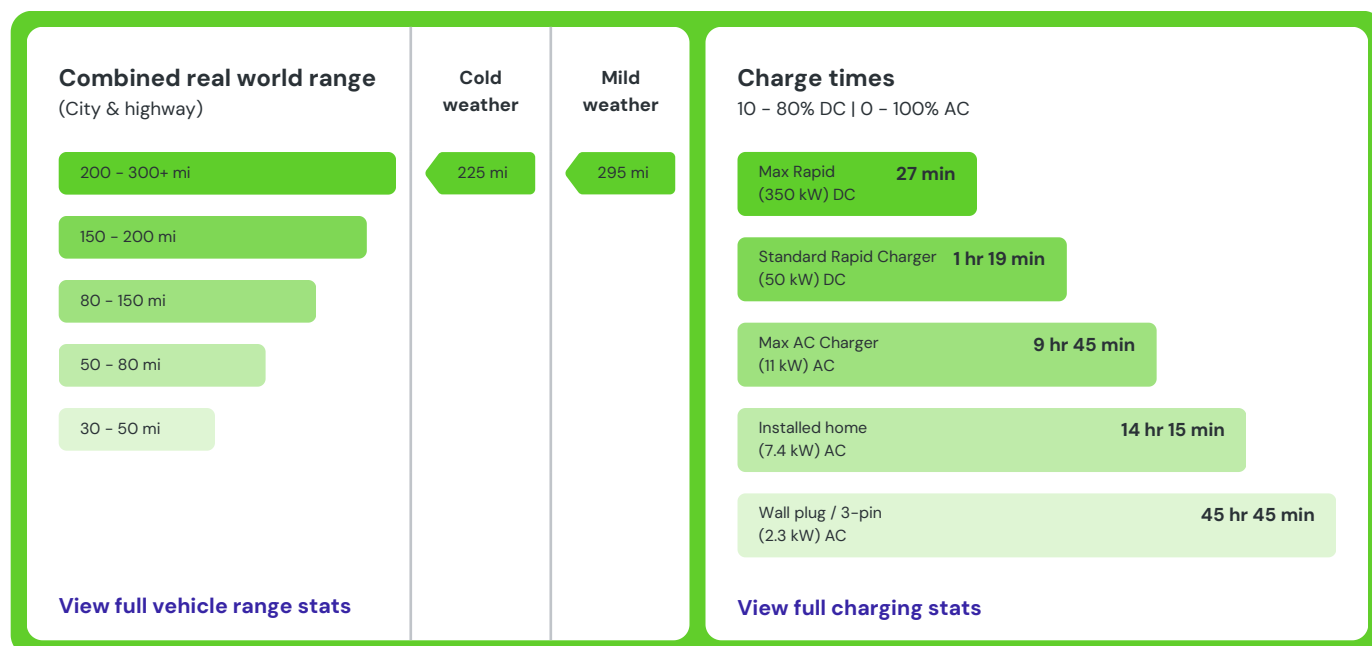 Combined real world range
(City & highway)
Cold
weather
Mild
weather
200 - 300+ mi
225 mi
295 mi
150 - 200 mi
80 - 150 mi
50 - 80 mi
30 - 50 mi
View full vehicle range stats
Charge times
10 - 80% DC | 0 - 100% AC
Max Rapid
(350 kW) DC
27 min
Standard Rapid Charger
(50 kW) DC
1 hr 19 min
Max AC Charger
(11 kW) AC
9 hr 45 min
Installed home
(7.4 kW) AC
14 hr 15 min
Wall plug / 3-pin
(2.3 kW) AC
45 hr 45 min
View full charging stats